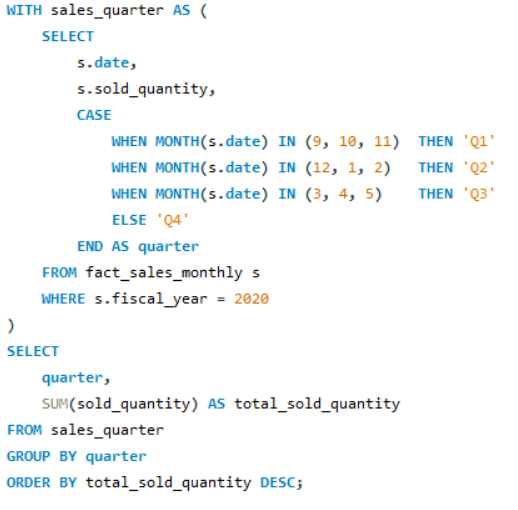 WITH sales_quarter AS (
    SELECT
        s.date,
        s.sold_quantity,
        CASE
            WHEN MONTH(s.date) IN (9, 10, 11)  THEN 'Q1'
            WHEN MONTH(s.date) IN (12, 1, 2)   THEN 'Q2'
            WHEN MONTH(s.date) IN (3, 4, 5)    THEN 'Q3'
            ELSE 'Q4'
        END AS quarter
    FROM fact_sales_monthly s
    WHERE s.fiscal_year = 2020
)
SELECT
    quarter,
    SUM(sold_quantity) AS total_sold_quantity
FROM sales_quarter
GROUP BY quarter
ORDER BY total_sold_quantity DESC;